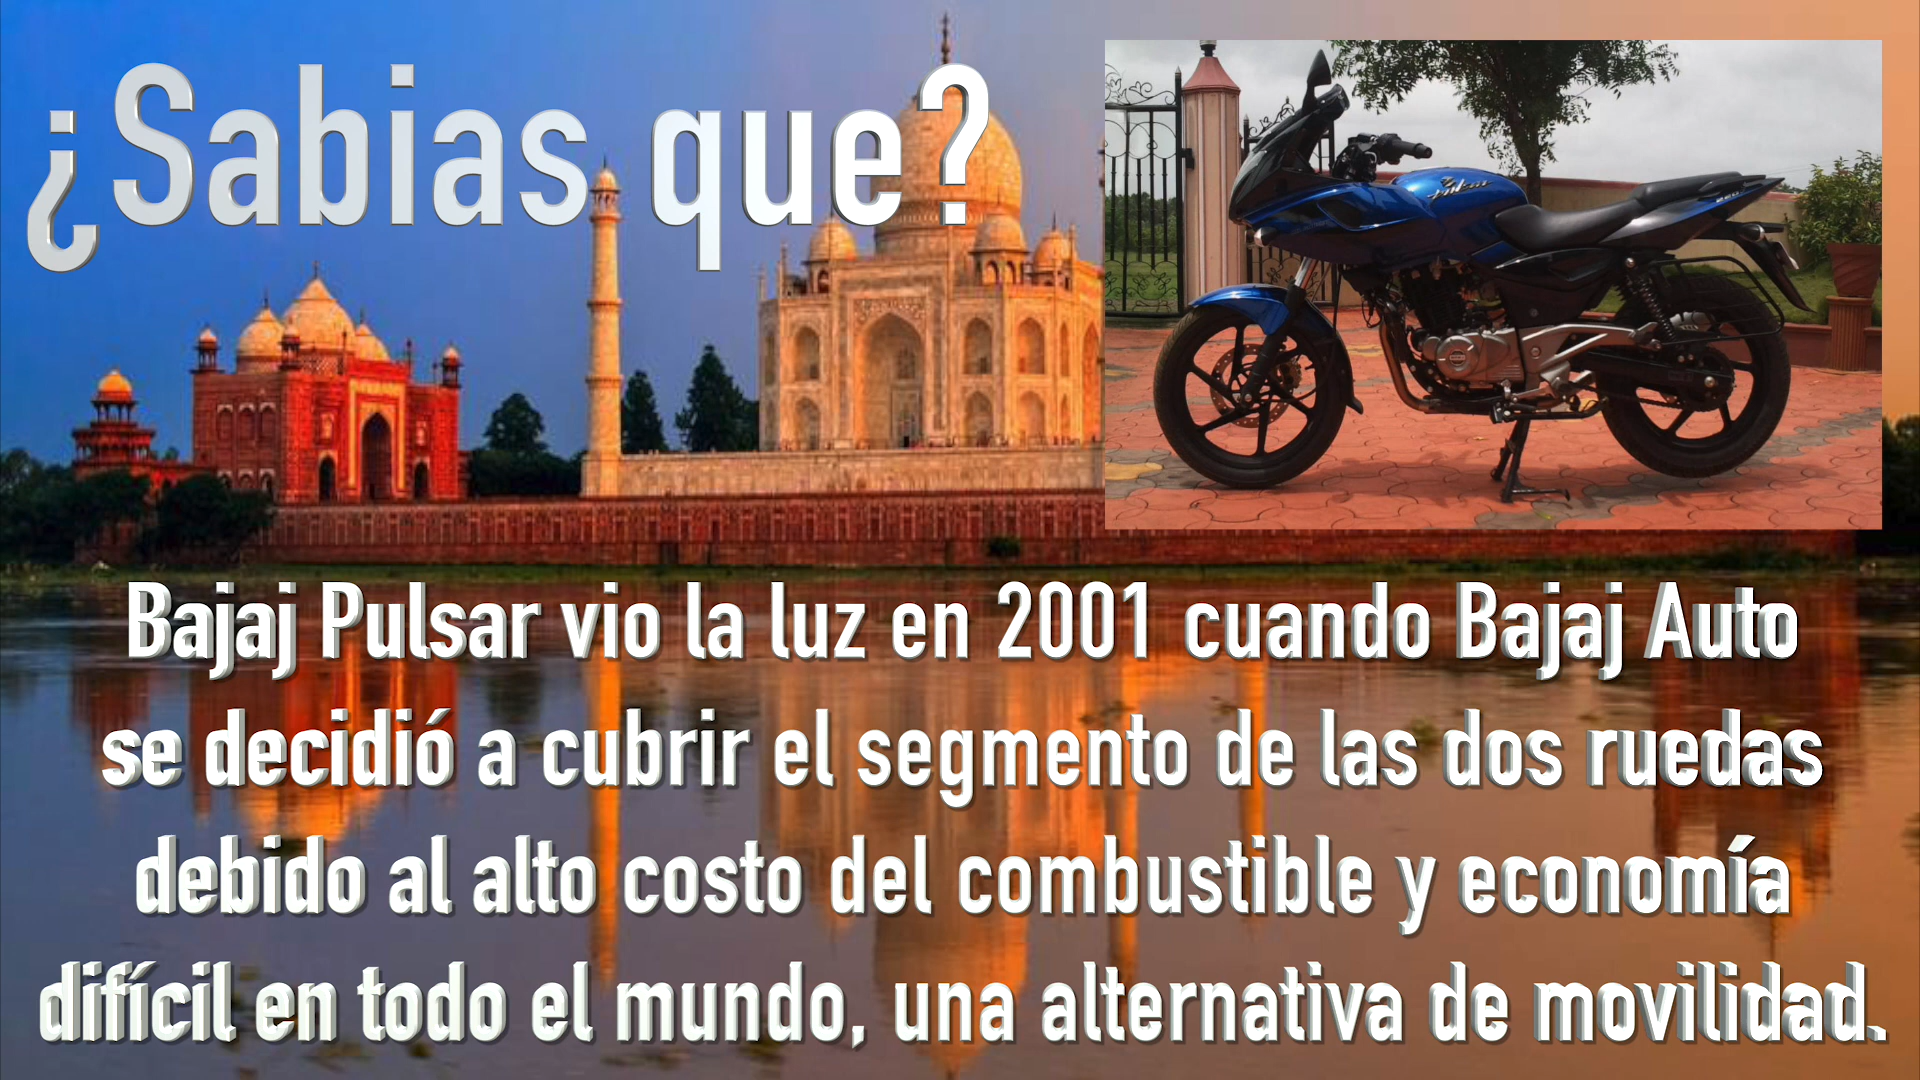 ¿Sabias que?
Pulsar
Bajaj Pulsar vio la luz en 2001 cuando Bajaj Auto
se decidió a cubrir el segmento de las dos ruedas
debido al alto costo del combustible y economía
difícil en todo el mundo, una alternativa de movilidad.